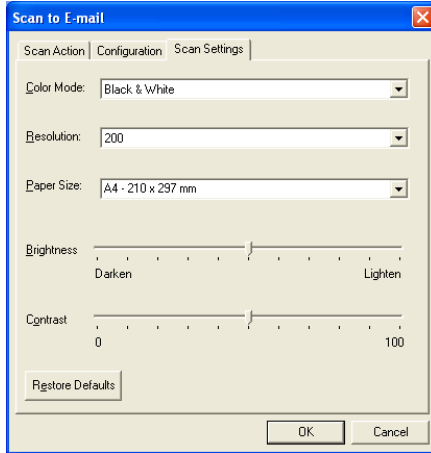 Scan to E-mail
Scan Action Configuration Scan Settings
Color Mode: Black & White
Resolution: 200
Paper Size: A4 - 210 x 297 mm
Brightness
Darken Lighten
Contrast
0 100
Restore Defaults
OK Cancel